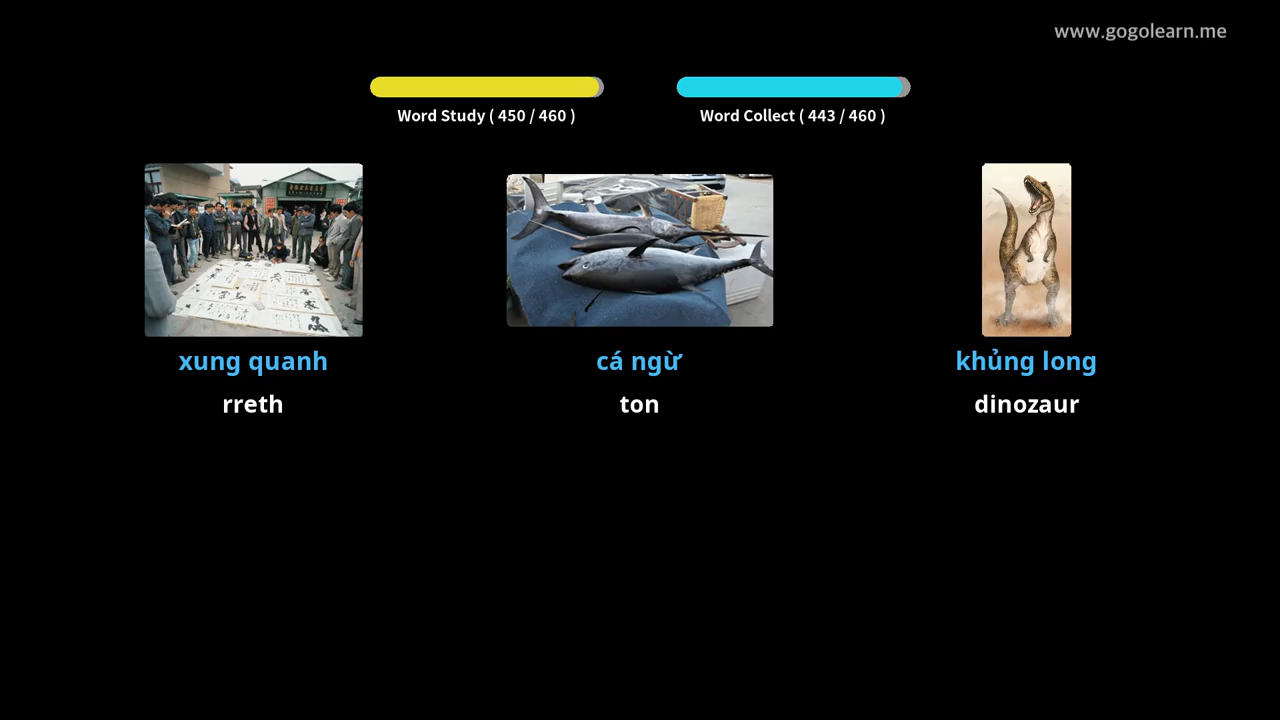 www.gogolearn.me
Word Study ( 450 / 460 )
Word Collect ( 443 / 460 )
xung quanh
cá ngừ
khủng long
rreth
ton
dinozaur